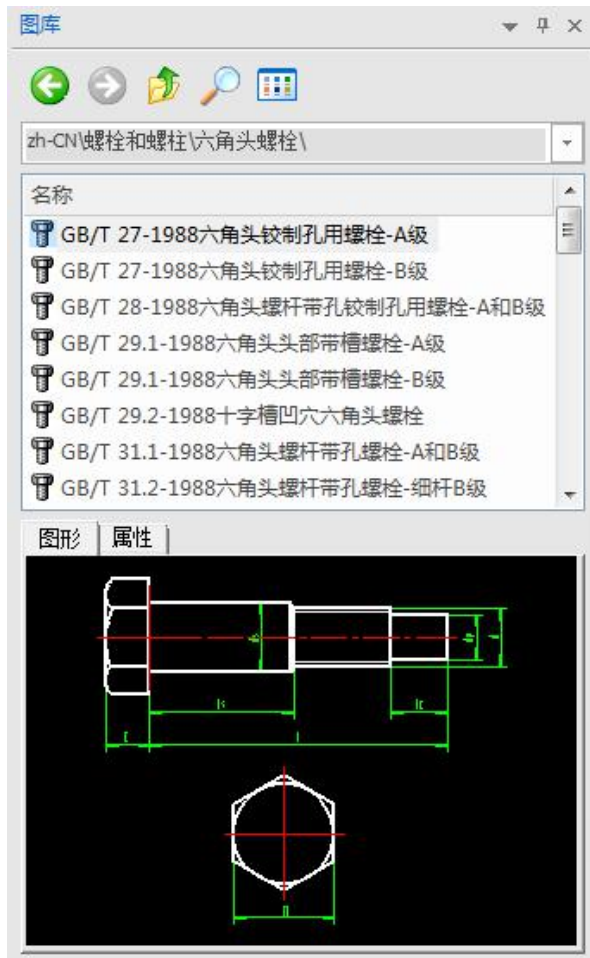 图库
zh-CN\螺栓和螺柱\六角头螺栓\
名称
GB/T 27-1988六角头铰制孔用螺栓-A级
GB/T 27-1988六角头铰制孔用螺栓-B级
GB/T 28-1988六角头螺杆带孔铰制孔用螺栓-A和B级
GB/T 29.1-1988六角头头部带槽螺栓-A级
GB/T 29.1-1988六角头头部带槽螺栓-B级
GB/T 29.2-1988十字槽凹穴六角头螺栓
GB/T 31.1-1988六角头螺杆带孔螺栓-A和B级
GB/T 31.2-1988六角头螺杆带孔螺栓-细杆B级
图形 属性